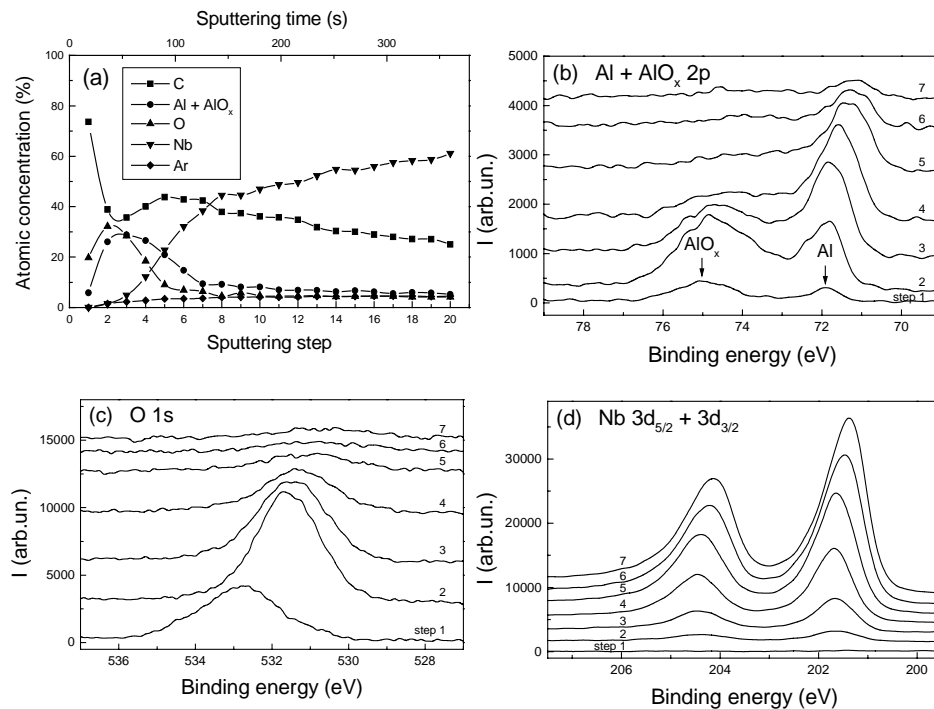 Sputtering time (s)
0 100 200 300
(a)
C
Al + AlOx
O
Nb
Ar
Atomic concentration (%)
100
80
60
40
20
0
0 2 4 6 8 10 12 14 16 18 20
Sputtering step
(b) Al + AlOx 2p
I (arb.un.)
5000
4000
3000
2000
1000
0
7
6
5
4
3
2
step 1
AlOx
Al
78 76 74 72 70
Binding energy (eV)
(c) O 1s
I (arb.un.)
15000
10000
5000
0
7
6
5
4
3
2
step 1
536 534 532 530 528
Binding energy (eV)
(d) Nb 3d5/2 + 3d3/2
I (arb.un.)
30000
20000
10000
0
7
6
5
4
3
2
step 1
206 204 202 200
Binding energy (eV)